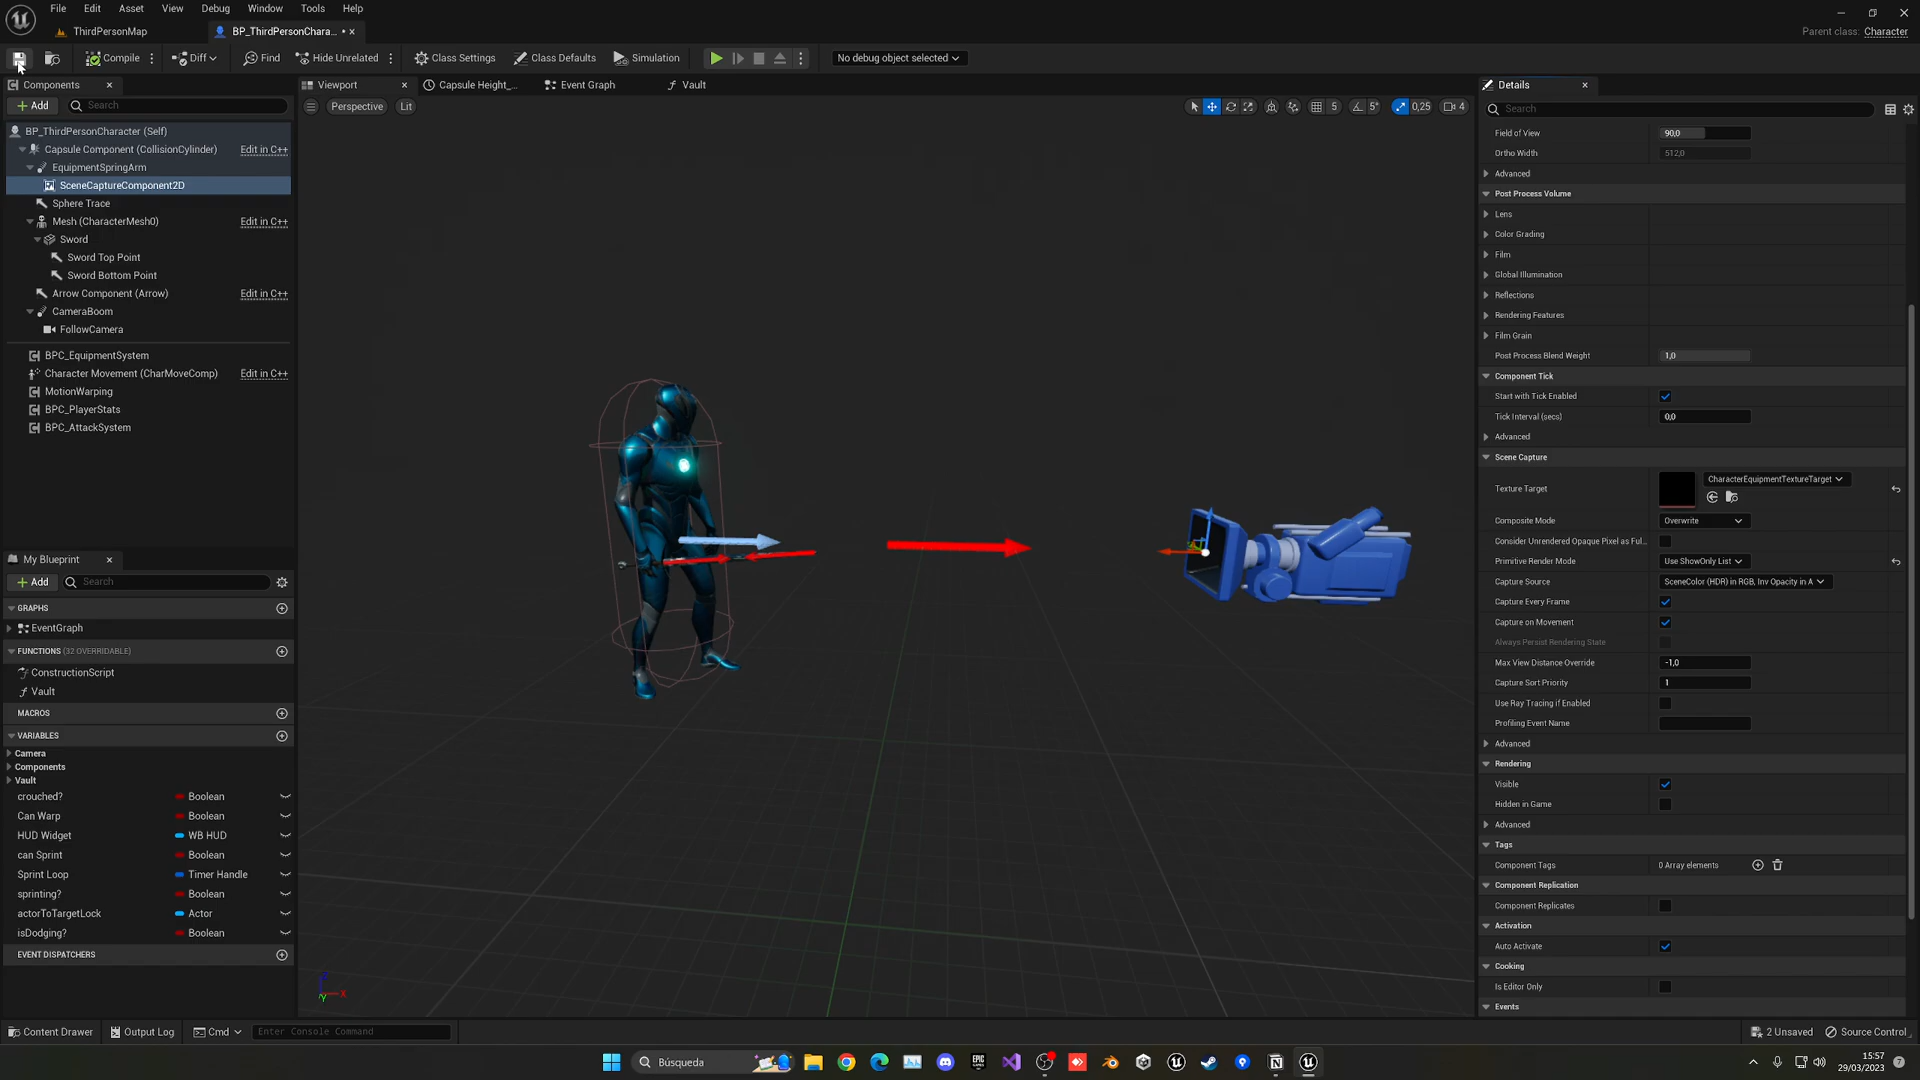 File Edit Asset View Debug Window Tools Help
ThirdPersonMap
BP_ThirdPersonChara...
Parent class: Character
Compile Diff Find Hide Unrelated Class Settings Class Defaults Simulation No debug object selected
Components
Add Search
BP_ThirdPersonCharacter (Self)
Capsule Component (CollisionCylinder) Edit in C++
EquipmentSpringArm
SceneCaptureComponent2D
Sphere Trace
Mesh (CharacterMesh0) Edit in C++
Sword
Sword Top Point
Sword Bottom Point
Arrow Component (Arrow) Edit in C++
CameraBoom
FollowCamera
BPC_EquipmentSystem
Character Movement (CharMoveComp) Edit in C++
MotionWarping
BPC_PlayerStats
BPC_AttackSystem
My Blueprint
Add Search
GRAPHS
EventGraph
FUNCTIONS (32 OVERRIDABLE)
ConstructionScript
Vault
MACROS
VARIABLES
Camera
Components
Vault
crouched? Boolean
Can Warp Boolean
HUD Widget WB HUD
can Sprint Boolean
Sprint Loop Timer Handle
sprinting? Boolean
actorToTargetLock Actor
isDodging? Boolean
EVENT DISPATCHERS
Viewport Capsule Height_... Event Graph Vault
Perspective Lit
5 5° 0,25 4
Z X Y
Details
Search
Field of View 90,0
Ortho Width 512,0
Advanced
Post Process Volume
Lens
Color Grading
Film
Global Illumination
Reflections
Rendering Features
Film Grain
Post Process Blend Weight 1,0
Component Tick
Start with Tick Enabled
Tick Interval (secs) 0,0
Advanced
Scene Capture
Texture Target CharacterEquipmentTextureTarget
Composite Mode Overwrite
Consider Unrendered Opaque Pixel as Ful...
Primitive Render Mode Use ShowOnly List
Capture Source SceneColor (HDR) in RGB, Inv Opacity in A
Capture Every Frame
Capture on Movement
Always Persist Rendering State
Max View Distance Override -1,0
Capture Sort Priority 1
Use Ray Tracing if Enabled
Profiling Event Name
Advanced
Rendering
Visible
Hidden in Game
Advanced
Tags
Component Tags 0 Array elements
Component Replication
Component Replicates
Activation
Auto Activate
Cooking
Is Editor Only
Events
Content Drawer Output Log Cmd Enter Console Command
2 Unsaved Source Control
Búsqueda
EPIC GAMES
15:57
29/03/2023